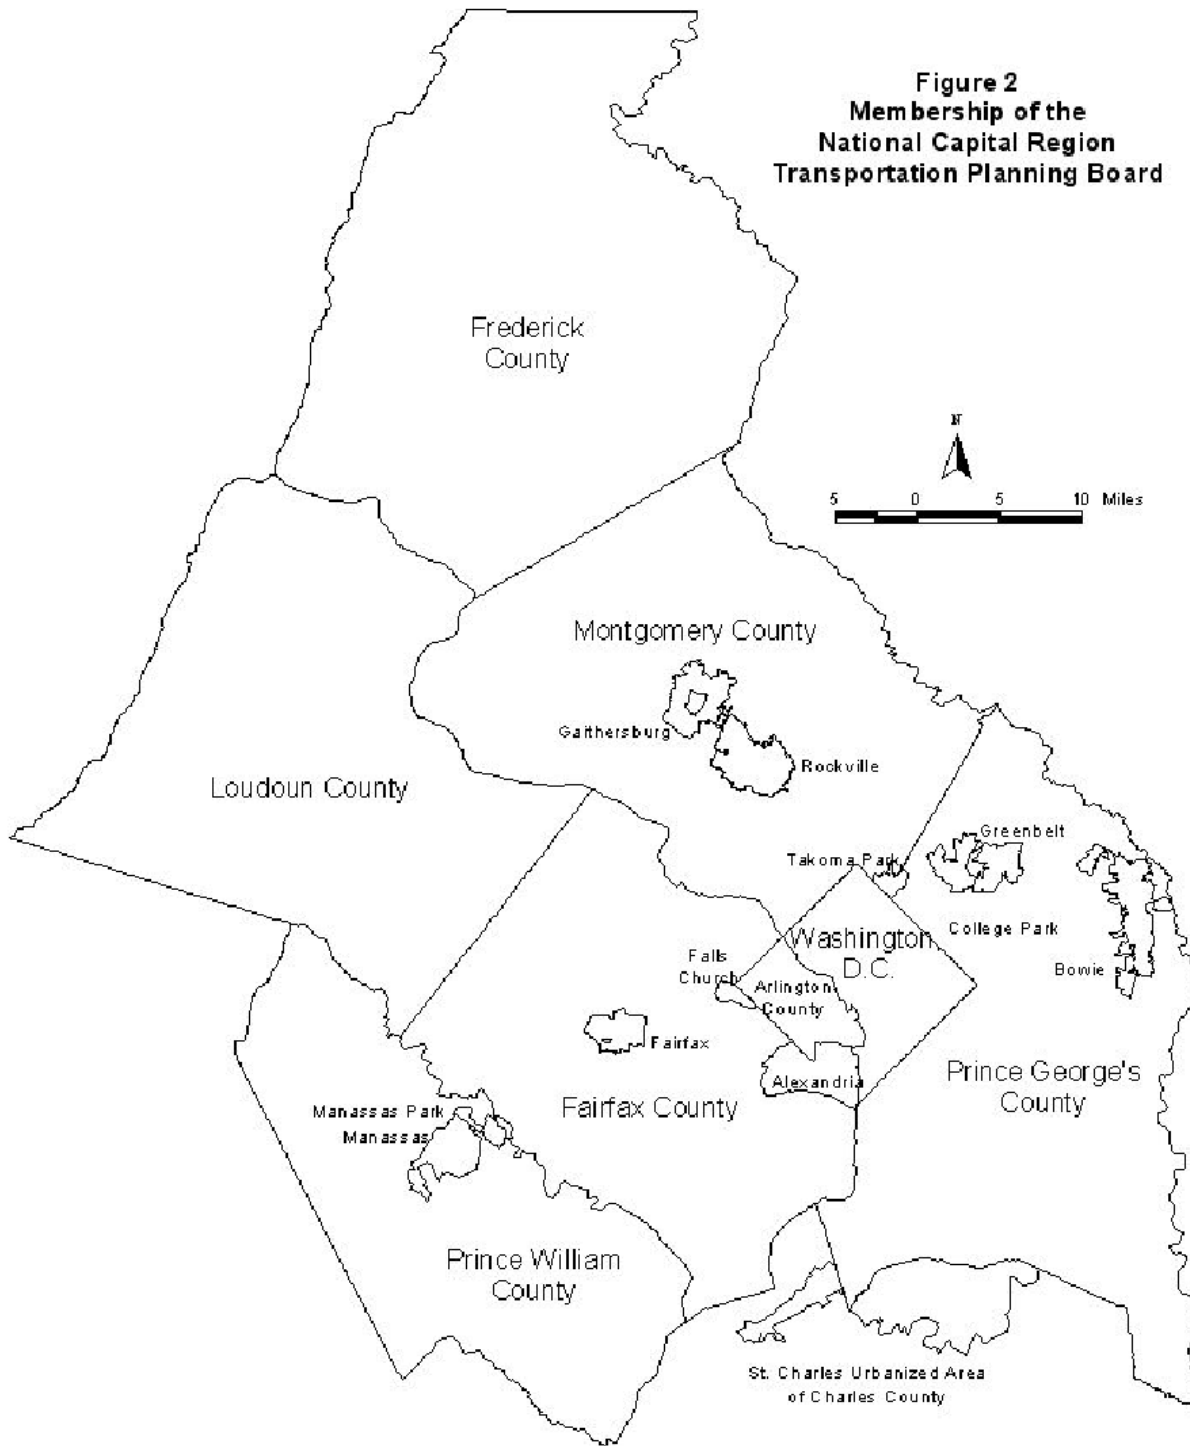 Figure 2
Membership of the
National Capital Region
Transportation Planning Board
Frederick
County
N
5 0 5 10 Miles
Montgomery County
Gaithersburg
Rockville
Loudoun County
Greenbelt
Takoma Park
College Park
Washington
D.C.
Falls
Church
Bowie
Arlington
County
Fairfax
Prince George's
County
Alexandria
Fairfax County
Manassas Park
Manassas
Prince William
County
St. Charles Urbanized Area
of Charles County